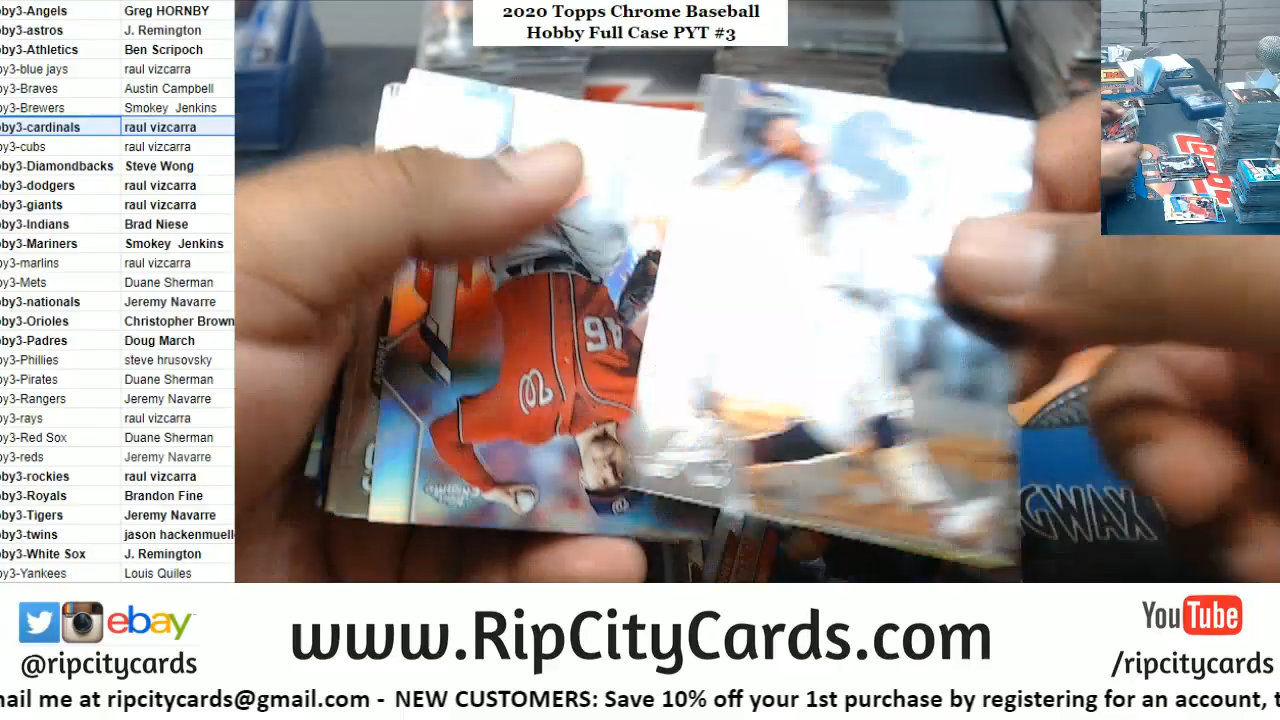 2020 Topps Chrome Baseball
Hobby Full Case PYT #3
by3-Angels Greg HORNBY
by3-astros J. Remington
by3-Athletics Ben Scripoch
by3-blue jays raul vizcarra
by3-Braves Austin Campbell
by3-Brewers Smokey Jenkins
by3-cardinals raul vizcarra
by3-cubs raul vizcarra
by3-Diamondbacks Steve Wong
by3-dodgers raul vizcarra
by3-giants raul vizcarra
by3-Indians Brad Niese
by3-Mariners Smokey Jenkins
by3-marlins raul vizcarra
by3-Mets Duane Sherman
by3-nationals Jeremy Navarre
by3-Orioles Christopher Brown
by3-Padres Doug March
by3-Phillies steve hrusovsky
by3-Pirates Duane Sherman
by3-Rangers Jeremy Navarre
by3-rays raul vizcarra
by3-Red Sox Duane Sherman
by3-reds Jeremy Navarre
by3-rockies raul vizcarra
by3-Royals Brandon Fine
by3-Tigers Jeremy Navarre
by3-twins jason hackenmuell
by3-White Sox J. Remington
by3-Yankees Louis Quiles
46
W
GWAX
ebay
@ripcitycards
www.RipCityCards.com
YouTube
/ripcitycards
nail me at ripcitycards@gmail.com - NEW CUSTOMERS: Save 10% off your 1st purchase by registering for an account, t